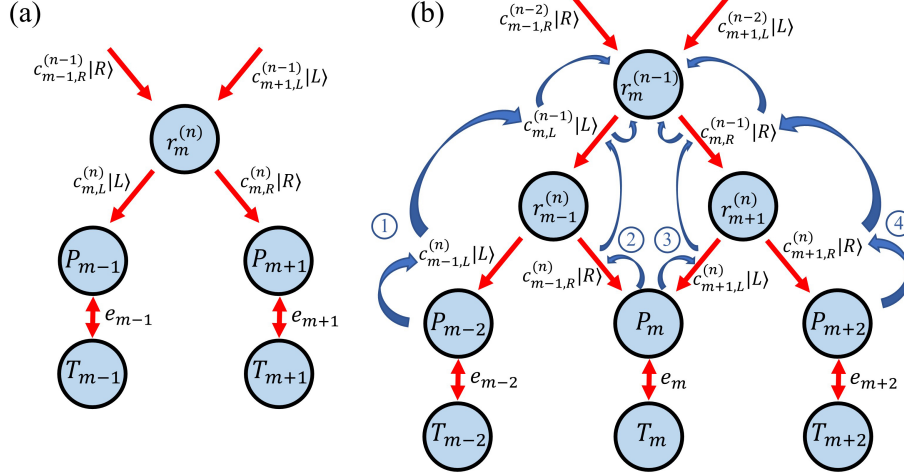 (a)
c_{m-1,R}^{(n-1)}|R⟩
c_{m+1,L}^{(n-1)}|L⟩
r_m^{(n)}
c_{m,L}^{(n)}|L⟩
c_{m,R}^{(n)}|R⟩
P_{m-1}
P_{m+1}
e_{m-1}
e_{m+1}
T_{m-1}
T_{m+1}
(b)
c_{m-1,R}^{(n-2)}|R⟩
c_{m+1,L}^{(n-2)}|L⟩
r_m^{(n-1)}
c_{m,L}^{(n-1)}|L⟩
c_{m,R}^{(n-1)}|R⟩
r_{m-1}^{(n)}
r_{m+1}^{(n)}
①
②
③
④
c_{m-1,L}^{(n)}|L⟩
c_{m-1,R}^{(n)}|R⟩
c_{m+1,L}^{(n)}|L⟩
c_{m+1,R}^{(n)}|R⟩
P_{m-2}
P_m
P_{m+2}
e_{m-2}
e_m
e_{m+2}
T_{m-2}
T_m
T_{m+2}